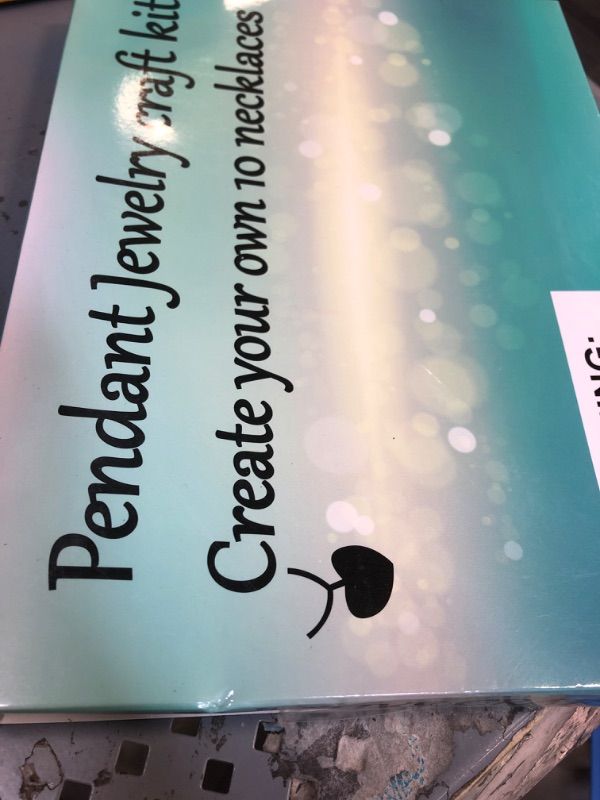 Pendant Jewelry craft kit
Create your own 10 necklaces